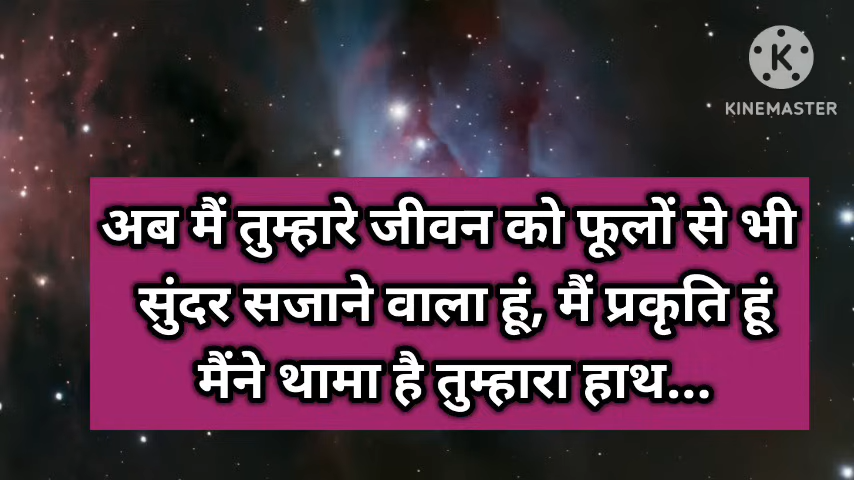 KINEMASTER
अब मैं तुम्हारे जीवन को फूलों से भी
सुंदर सजाने वाला हूं, मैं प्रकृति हूं
मैंने थामा है तुम्हारा हाथ...